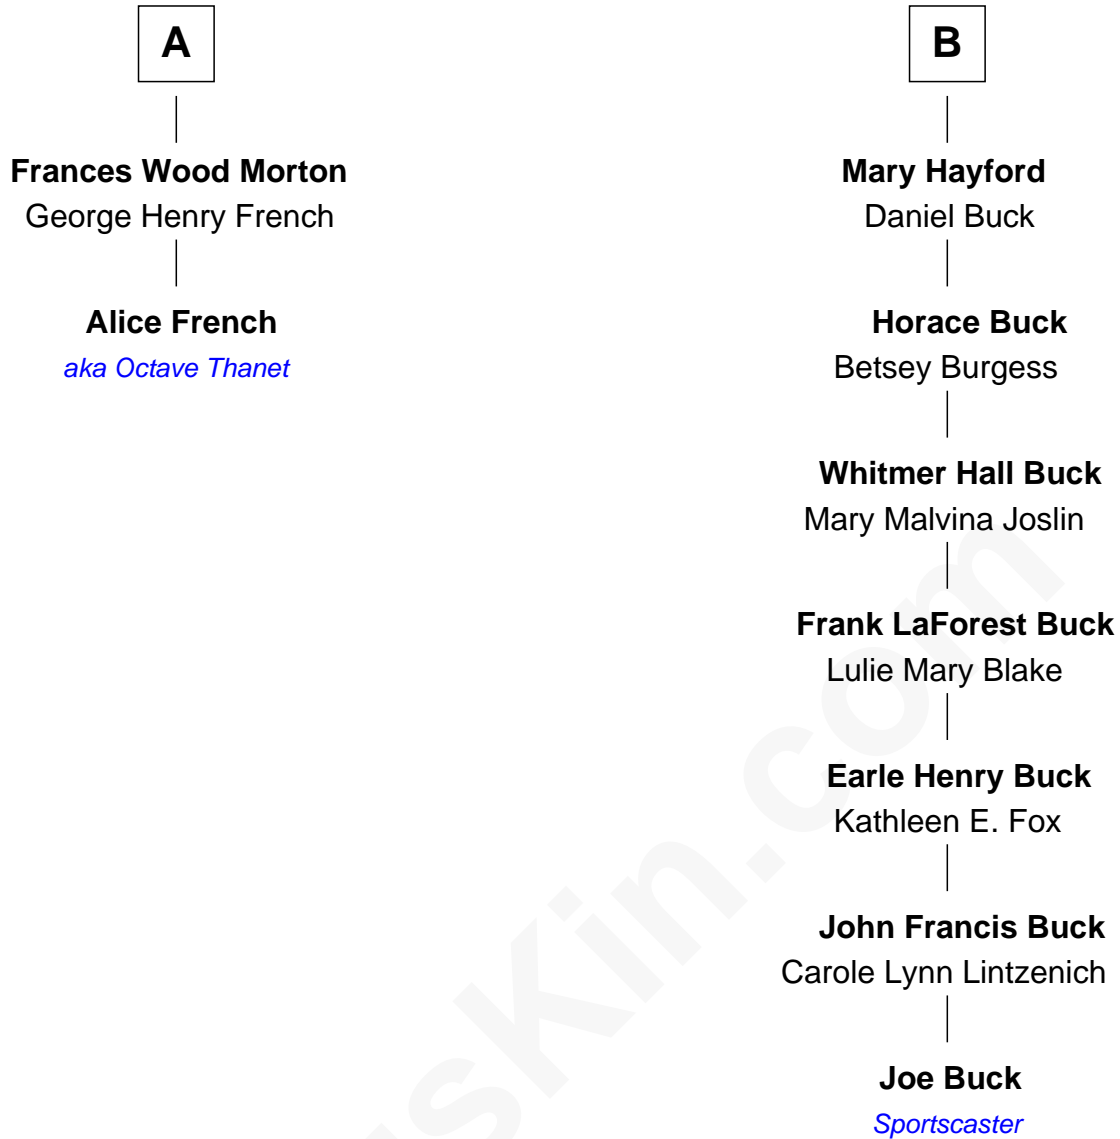 A
Frances Wood Morton
George Henry French
Alice French
aka Octave Thanet
B
Mary Hayford
Daniel Buck
Horace Buck
Betsey Burgess
Whitmer Hall Buck
Mary Malvina Joslin
Frank LaForest Buck
Lulie Mary Blake
Earle Henry Buck
Kathleen E. Fox
John Francis Buck
Carole Lynn Lintzenich
Joe Buck
Sportscaster